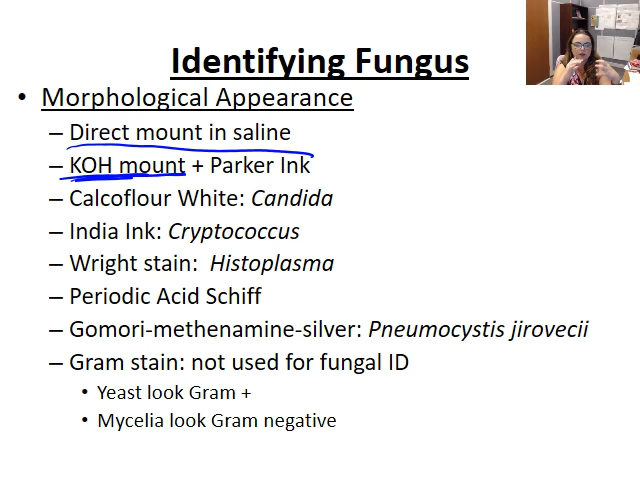 Identifying Fungus
• Morphological Appearance
– Direct mount in saline
– KOH mount + Parker Ink
– Calcoflour White: Candida
– India Ink: Cryptococcus
– Wright stain: Histoplasma
– Periodic Acid Schiff
– Gomori-methenamine-silver: Pneumocystis jirovecii
– Gram stain: not used for fungal ID
• Yeast look Gram +
• Mycelia look Gram negative